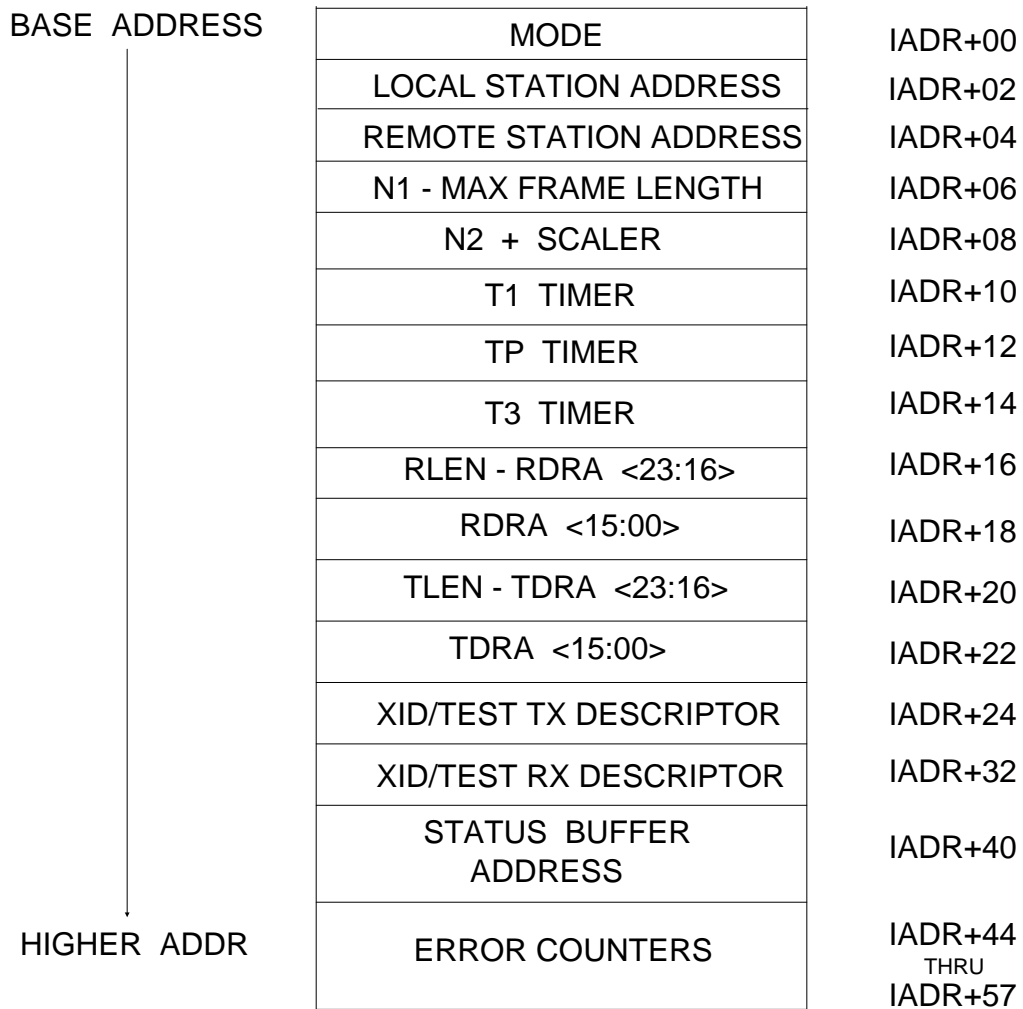 BASE ADDRESS
MODE
IADR+00
LOCAL STATION ADDRESS
IADR+02
REMOTE STATION ADDRESS
IADR+04
N1 - MAX FRAME LENGTH
IADR+06
N2 + SCALER
IADR+08
T1 TIMER
IADR+10
TP TIMER
IADR+12
T3 TIMER
IADR+14
RLEN - RDRA <23:16>
IADR+16
RDRA <15:00>
IADR+18
TLEN - TDRA <23:16>
IADR+20
TDRA <15:00>
IADR+22
XID/TEST TX DESCRIPTOR
IADR+24
XID/TEST RX DESCRIPTOR
IADR+32
STATUS BUFFER
ADDRESS
IADR+40
HIGHER ADDR
ERROR COUNTERS
IADR+44
THRU
IADR+57